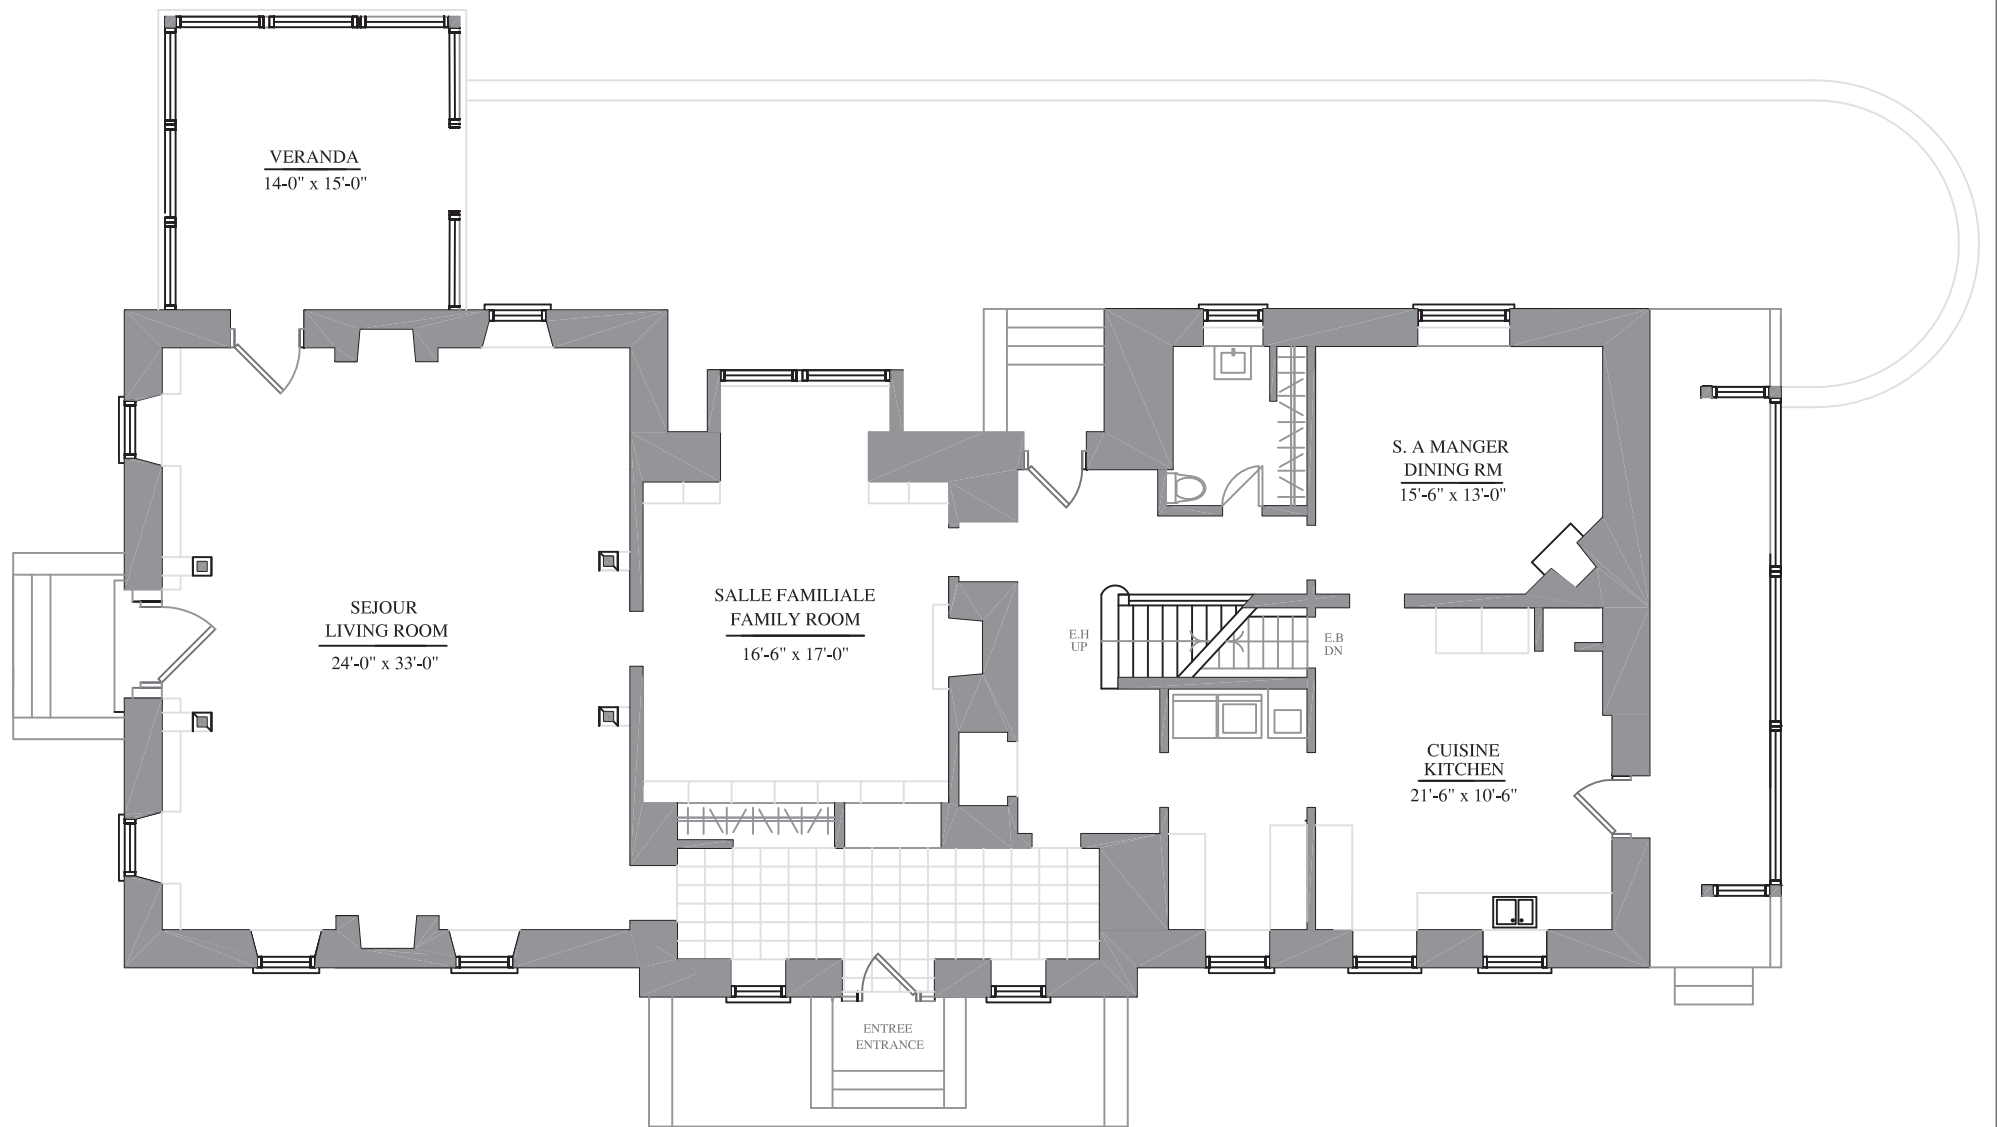 VERANDA
14-0" x 15'-0"
S. A MANGER
DINING RM
15'-6" x 13'-0"
SEJOUR
LIVING ROOM
24'-0" x 33'-0"
SALLE FAMILIALE
FAMILY ROOM
16'-6" x 17'-0"
E.H
UP
E.B
DN
CUISINE
KITCHEN
21'-6" x 10'-6"
ENTREE
ENTRANCE